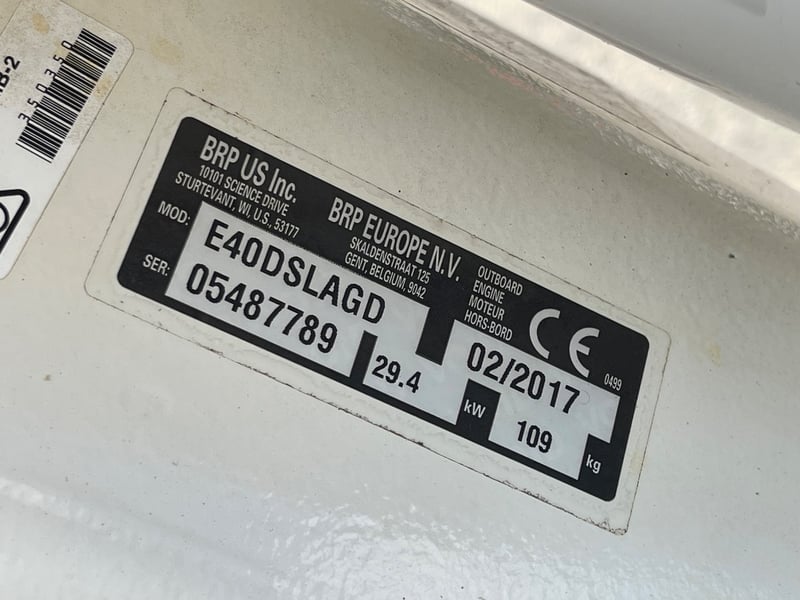 B-2
350350
BRP US Inc.
10101 SCIENCE DRIVE
STURTEVANT, WI, U.S., 53177
BRP EUROPE N.V.
SKALDENSTRAAT 125
GENT, BELGIUM, 9042
OUTBOARD
ENGINE
MOTEUR
HORS-BORD
CE
0499
MOD:
E40DSLAGD
SER:
05487789
02/2017
29.4
kW
109
kg